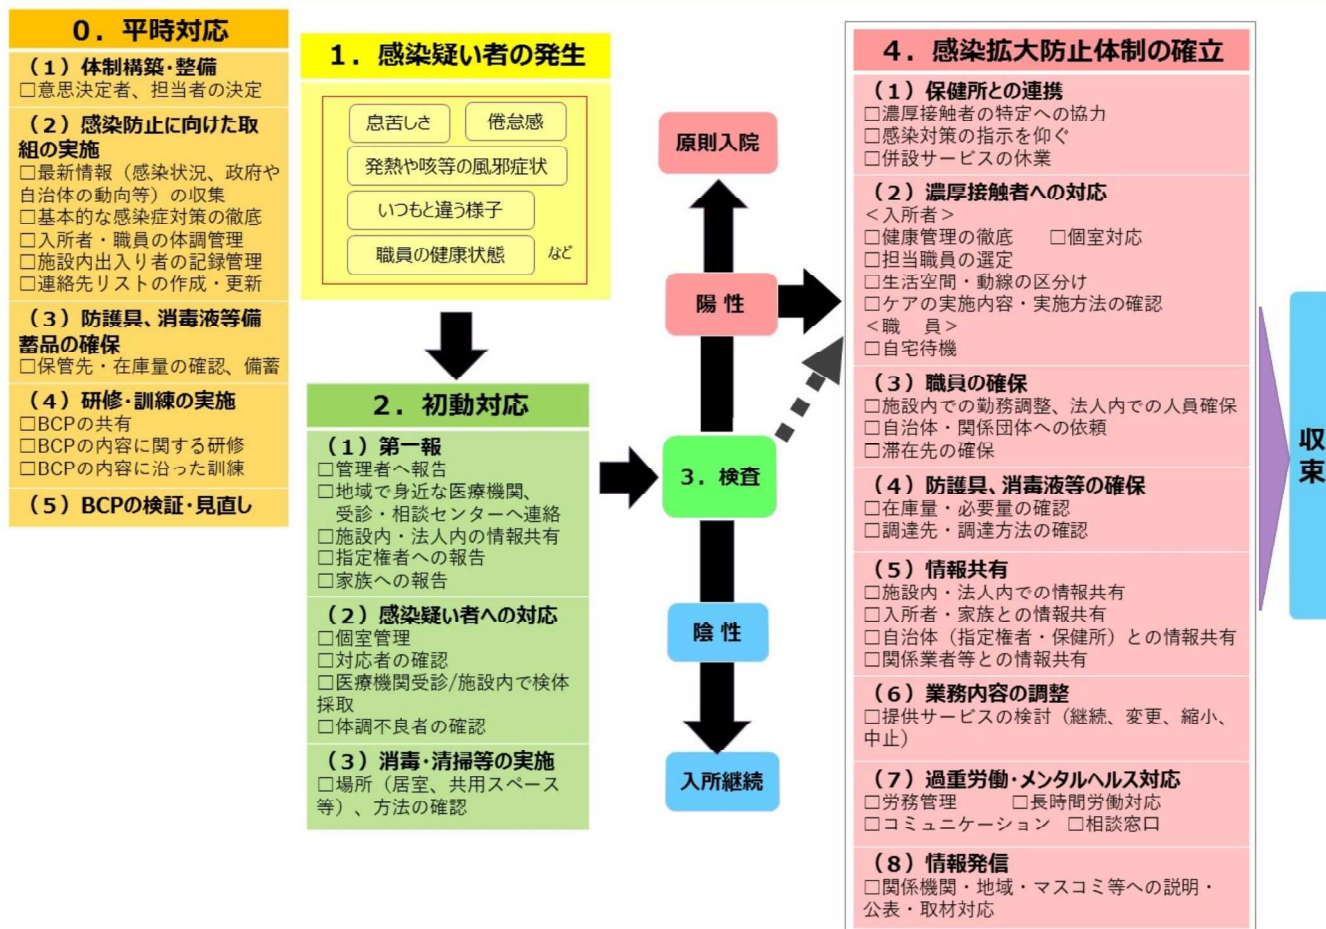 0．平時対応
（1）体制構築・整備
□意思決定者、担当者の決定
（2）感染防止に向けた取
組の実施
□最新情報（感染状況、政府や
自治体の動向等）の収集
□基本的な感染症対策の徹底
□入所者・職員の体調管理
□施設内出入り者の記録管理
□連絡先リストの作成・更新
（3）防護具、消毒液等備
蓄品の確保
□保管先・在庫量の確認、備蓄
（4）研修・訓練の実施
□BCPの共有
□BCPの内容に関する研修
□BCPの内容に沿った訓練
（5）BCPの検証・見直し
1．感染疑い者の発生
息苦しさ
倦怠感
発熱や咳等の風邪症状
いつもと違う様子
職員の健康状態
など
2．初動対応
（1）第一報
□管理者へ報告
□地域で身近な医療機関、
受診・相談センターへ連絡
□施設内・法人内の情報共有
□指定権者への報告
□家族への報告
（2）感染疑い者への対応
□個室管理
□対応者の確認
□医療機関受診/施設内で検体
採取
□体調不良者の確認
（3）消毒・清掃等の実施
□場所（居室、共用スペース
等）、方法の確認
原則入院
陽性
3．検査
陰性
入所継続
4．感染拡大防止体制の確立
（1）保健所との連携
□濃厚接触者の特定への協力
□感染対策の指示を仰ぐ
□併設サービスの休業
（2）濃厚接触者への対応
＜入所者＞
□健康管理の徹底　□個室対応
□担当職員の選定
□生活空間・動線の区分け
□ケアの実施内容・実施方法の確認
＜職　員＞
□自宅待機
（3）職員の確保
□施設内での勤務調整、法人内での人員確保
□自治体・関係団体への依頼
□滞在先の確保
（4）防護具、消毒液等の確保
□在庫量・必要量の確認
□調達先・調達方法の確認
（5）情報共有
□施設内・法人内での情報共有
□入所者・家族との情報共有
□自治体（指定権者・保健所）との情報共有
□関係業者等との情報共有
（6）業務内容の調整
□提供サービスの検討（継続、変更、縮小、
中止）
（7）過重労働・メンタルヘルス対応
□労務管理　□長時間労働対応
□コミュニケーション　□相談窓口
（8）情報発信
□関係機関・地域・マスコミ等への説明・
公表・取材対応
収束